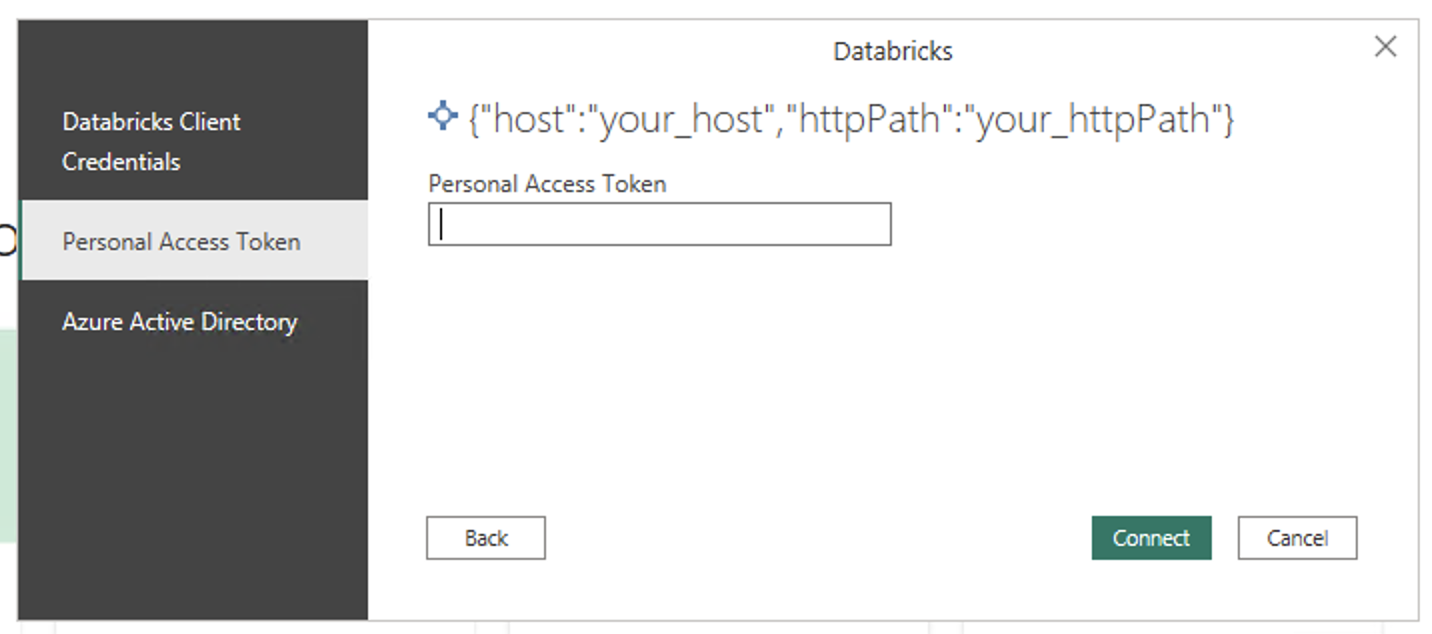 Databricks
Databricks Client
Credentials
Personal Access Token
Azure Active Directory
{"host":"your_host","httpPath":"your_httpPath"}
Personal Access Token
Back
Connect
Cancel